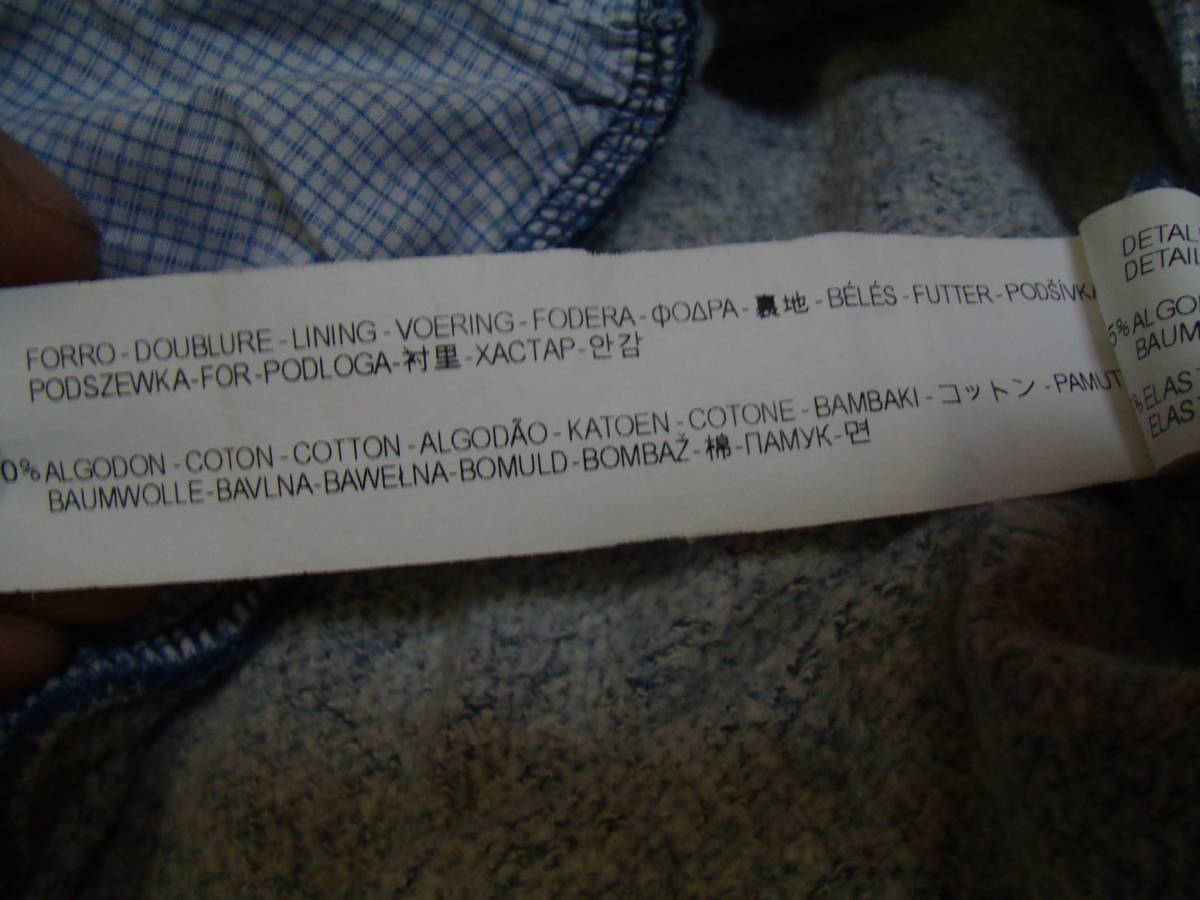 FORRO - DOUBLURE - LINING - VOERING - FODERA - ΦΟΔΡΑ - 裏地 - BÉLÉS - FUTTER - PODŠÍVKA
PODSZEWKA-FOR-PODLOGA-衬里-ХАСТАР-안감
0% ALGODON - COTON - COTTON - ALGODÃO - KATOEN - COTONE - BAMBAKI - コットン - PAMUT
BAUMWOLLE-BAVLNA-BAWEŁNA-BOMULD-BOMBAŽ-棉-ПАМУК-면
DETAL
DETAIL
5% ALGO
BAUM
% ELAS
ELAS